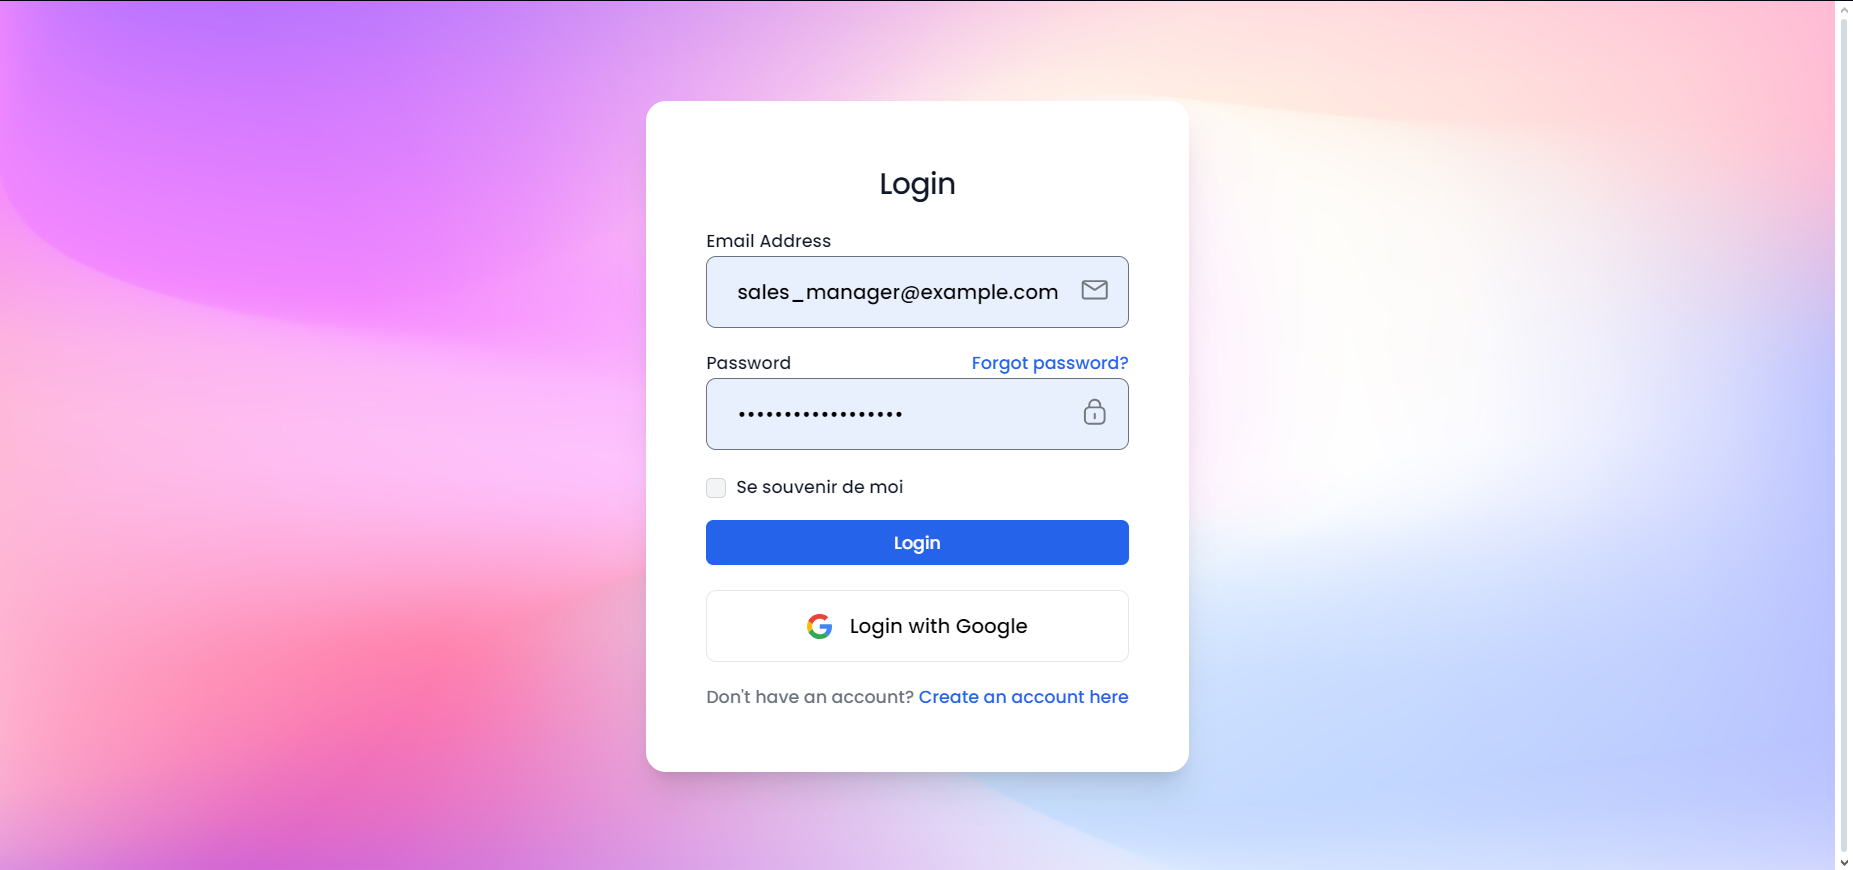 Login
Email Address
sales_manager@example.com
Password Forgot password?
••••••••••••••••••
Se souvenir de moi
Login
Login with Google
Don't have an account? Create an account here